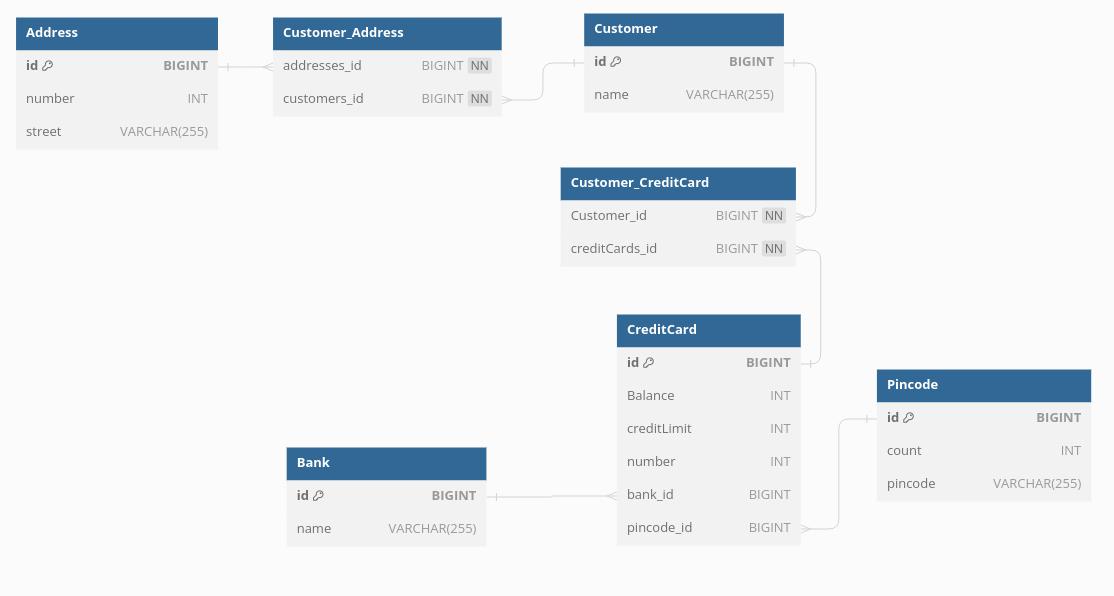 Address
id BIGINT
number INT
street VARCHAR(255)
Customer_Address
addresses_id BIGINT NN
customers_id BIGINT NN
Customer
id BIGINT
name VARCHAR(255)
Customer_CreditCard
Customer_id BIGINT NN
creditCards_id BIGINT NN
CreditCard
id BIGINT
Balance INT
creditLimit INT
number INT
bank_id BIGINT
pincode_id BIGINT
Pincode
id BIGINT
count INT
pincode VARCHAR(255)
Bank
id BIGINT
name VARCHAR(255)